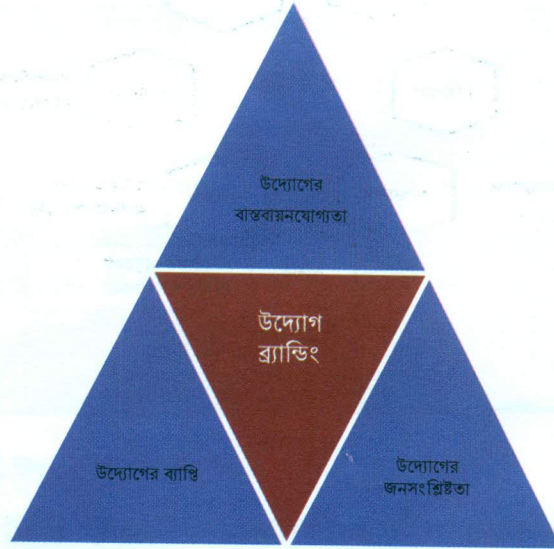 উদ্যোগের
বাস্তবায়নযোগ্যতা
উদ্যোগ
ব্র্যান্ডিং
উদ্যোগের ব্যাপ্তি
উদ্যোগের
জনসংশ্লিষ্টতা